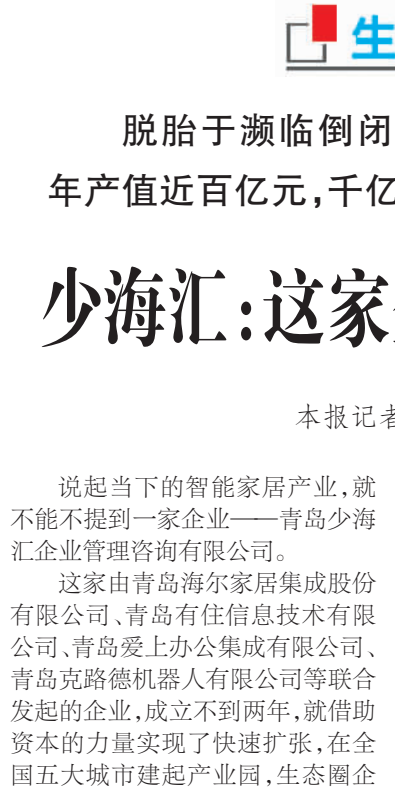 生
脱胎于濒临倒闭
年产值近百亿元,千亿
少海汇:这家
本报记者
说起当下的智能家居产业,就
不能不提到一家企业——青岛少海
汇企业管理咨询有限公司。
这家由青岛海尔家居集成股份
有限公司、青岛有住信息技术有限
公司、青岛爱上办公集成有限公司、
青岛克路德机器人有限公司等联合
发起的企业,成立不到两年,就借助
资本的力量实现了快速扩张,在全
国五大城市建起产业园,生态圈企